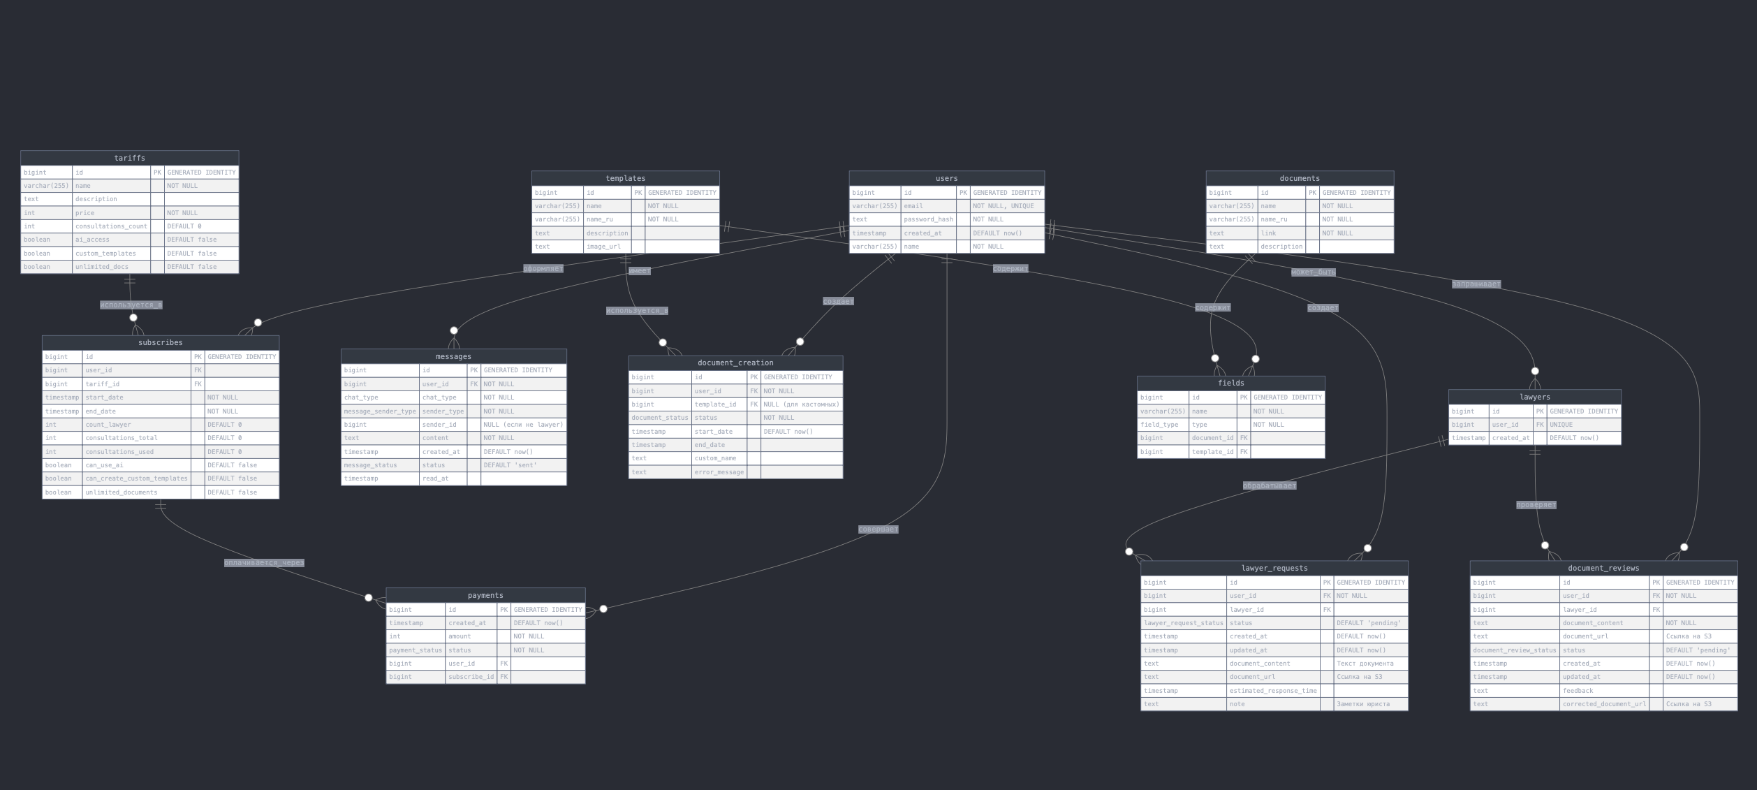 tariffs
bigint id PK GENERATED IDENTITY
varchar(255) name NOT NULL
text description
int price NOT NULL
int consultations_count DEFAULT 0
boolean ai_access DEFAULT false
boolean custom_templates DEFAULT false
boolean unlimited_docs DEFAULT false
templates
bigint id PK GENERATED IDENTITY
varchar(255) name NOT NULL
varchar(255) name_ru NOT NULL
text description
text image_url
users
bigint id PK GENERATED IDENTITY
varchar(255) email NOT NULL, UNIQUE
text password_hash NOT NULL
timestamp created_at DEFAULT now()
varchar(255) name NOT NULL
documents
bigint id PK GENERATED IDENTITY
varchar(255) name NOT NULL
varchar(255) name_ru NOT NULL
text link NOT NULL
text description
оформляет
имеет
содержит
может_быть
запрашивает
используется_в
используется_в
создает
содержит
создает
subscribes
bigint id PK GENERATED IDENTITY
bigint user_id FK
bigint tariff_id FK
timestamp start_date NOT NULL
timestamp end_date NOT NULL
int count_lawyer DEFAULT 0
int consultations_total DEFAULT 0
int consultations_used DEFAULT 0
boolean can_use_ai DEFAULT false
boolean can_create_custom_templates DEFAULT false
boolean unlimited_documents DEFAULT false
messages
bigint id PK GENERATED IDENTITY
bigint user_id FK NOT NULL
chat_type chat_type NOT NULL
message_sender_type sender_type NOT NULL
bigint sender_id NULL (если не lawyer)
text content NOT NULL
timestamp created_at DEFAULT now()
message_status status DEFAULT 'sent'
timestamp read_at
document_creation
bigint id PK GENERATED IDENTITY
bigint user_id FK NOT NULL
bigint template_id FK NULL (для кастомных)
document_status status NOT NULL
timestamp start_date DEFAULT now()
timestamp end_date
text custom_name
text error_message
fields
bigint id PK GENERATED IDENTITY
varchar(255) name NOT NULL
field_type type NOT NULL
bigint document_id FK
bigint template_id FK
lawyers
bigint id PK GENERATED IDENTITY
bigint user_id FK UNIQUE
timestamp created_at DEFAULT now()
обрабатывает
проверяет
совершает
оплачивается_через
payments
bigint id PK GENERATED IDENTITY
timestamp created_at DEFAULT now()
int amount NOT NULL
payment_status status NOT NULL
bigint user_id FK
bigint subscribe_id FK
lawyer_requests
bigint id PK GENERATED IDENTITY
bigint user_id FK NOT NULL
bigint lawyer_id FK
lawyer_request_status status DEFAULT 'pending'
timestamp created_at DEFAULT now()
timestamp updated_at DEFAULT now()
text document_content Текст документа
text document_url Ссылка на S3
timestamp estimated_response_time
text note Заметки юриста
document_reviews
bigint id PK GENERATED IDENTITY
bigint user_id FK NOT NULL
bigint lawyer_id FK
text document_content NOT NULL
text document_url Ссылка на S3
document_review_status status DEFAULT 'pending'
timestamp created_at DEFAULT now()
timestamp updated_at DEFAULT now()
text feedback
text corrected_document_url Ссылка на S3